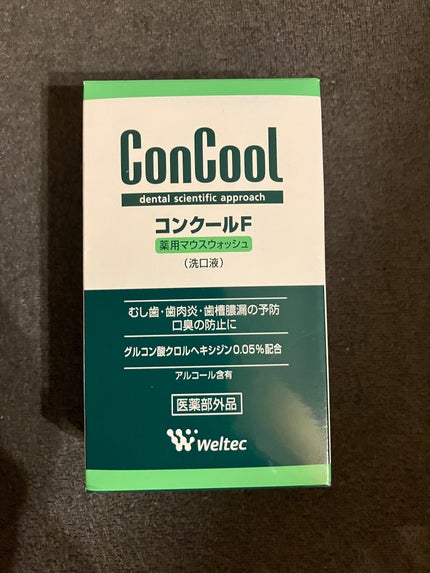 ConCool
dental scientific approach
コンクールF
薬用マウスウォッシュ
（洗口液）
むし歯・歯肉炎・歯槽膿漏の予防
口臭の防止に
グルコン酸クロルヘキシジン0.05%配合
アルコール含有
医薬部外品
weltec